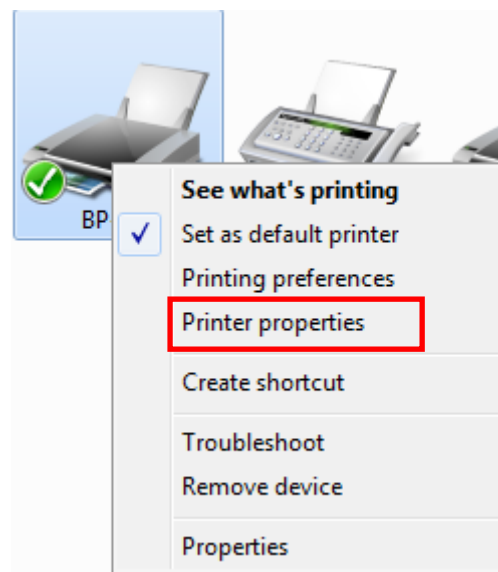 BP
See what's printing
Set as default printer
Printing preferences
Printer properties
Create shortcut
Troubleshoot
Remove device
Properties